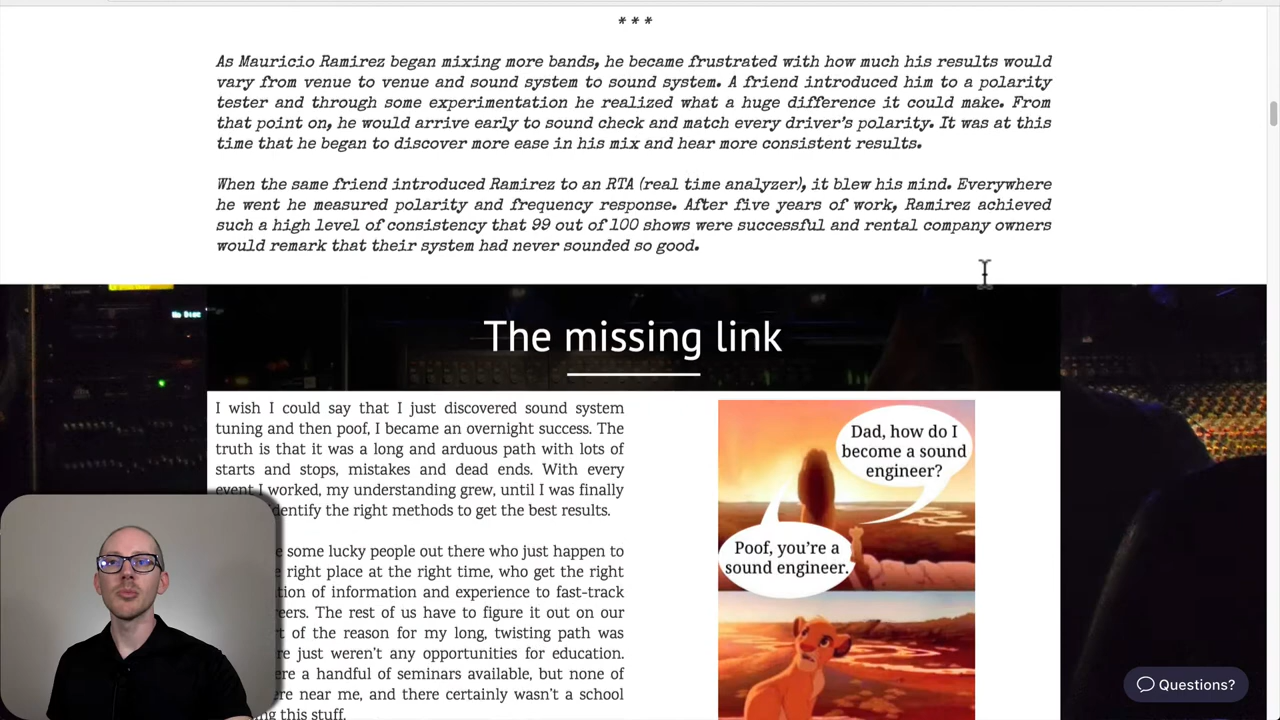 * * *
As Mauricio Ramirez began mixing more bands, he became frustrated with how much his results would
vary from venue to venue and sound system to sound system. A friend introduced him to a polarity
tester and through some experimentation he realized what a huge difference it could make. From
that point on, he would arrive early to sound check and match every driver's polarity. It was at this
time that he began to discover more ease in his mix and hear more consistent results.
When the same friend introduced Ramirez to an RTA (real time analyzer), it blew his mind. Everywhere
he went he measured polarity and frequency response. After five years of work, Ramirez achieved
such a high level of consistency that 99 out of 100 shows were successful and rental company owners
would remark that their system had never sounded so good.
The missing link
I wish I could say that I just discovered sound system
tuning and then poof, I became an overnight success. The
truth is that it was a long and arduous path with lots of
starts and stops, mistakes and dead ends. With every
event I worked, my understanding grew, until I was finally
identify the right methods to get the best results.
some lucky people out there who just happen to
right place at the right time, who get the right
of information and experience to fast-track
The rest of us have to figure it out on our
of the reason for my long, twisting path was
just weren't any opportunities for education.
a handful of seminars available, but none of
near me, and there certainly wasn't a school
this stuff.
Dad, how do I
become a sound
engineer?
Poof, you're a
sound engineer.
Questions?